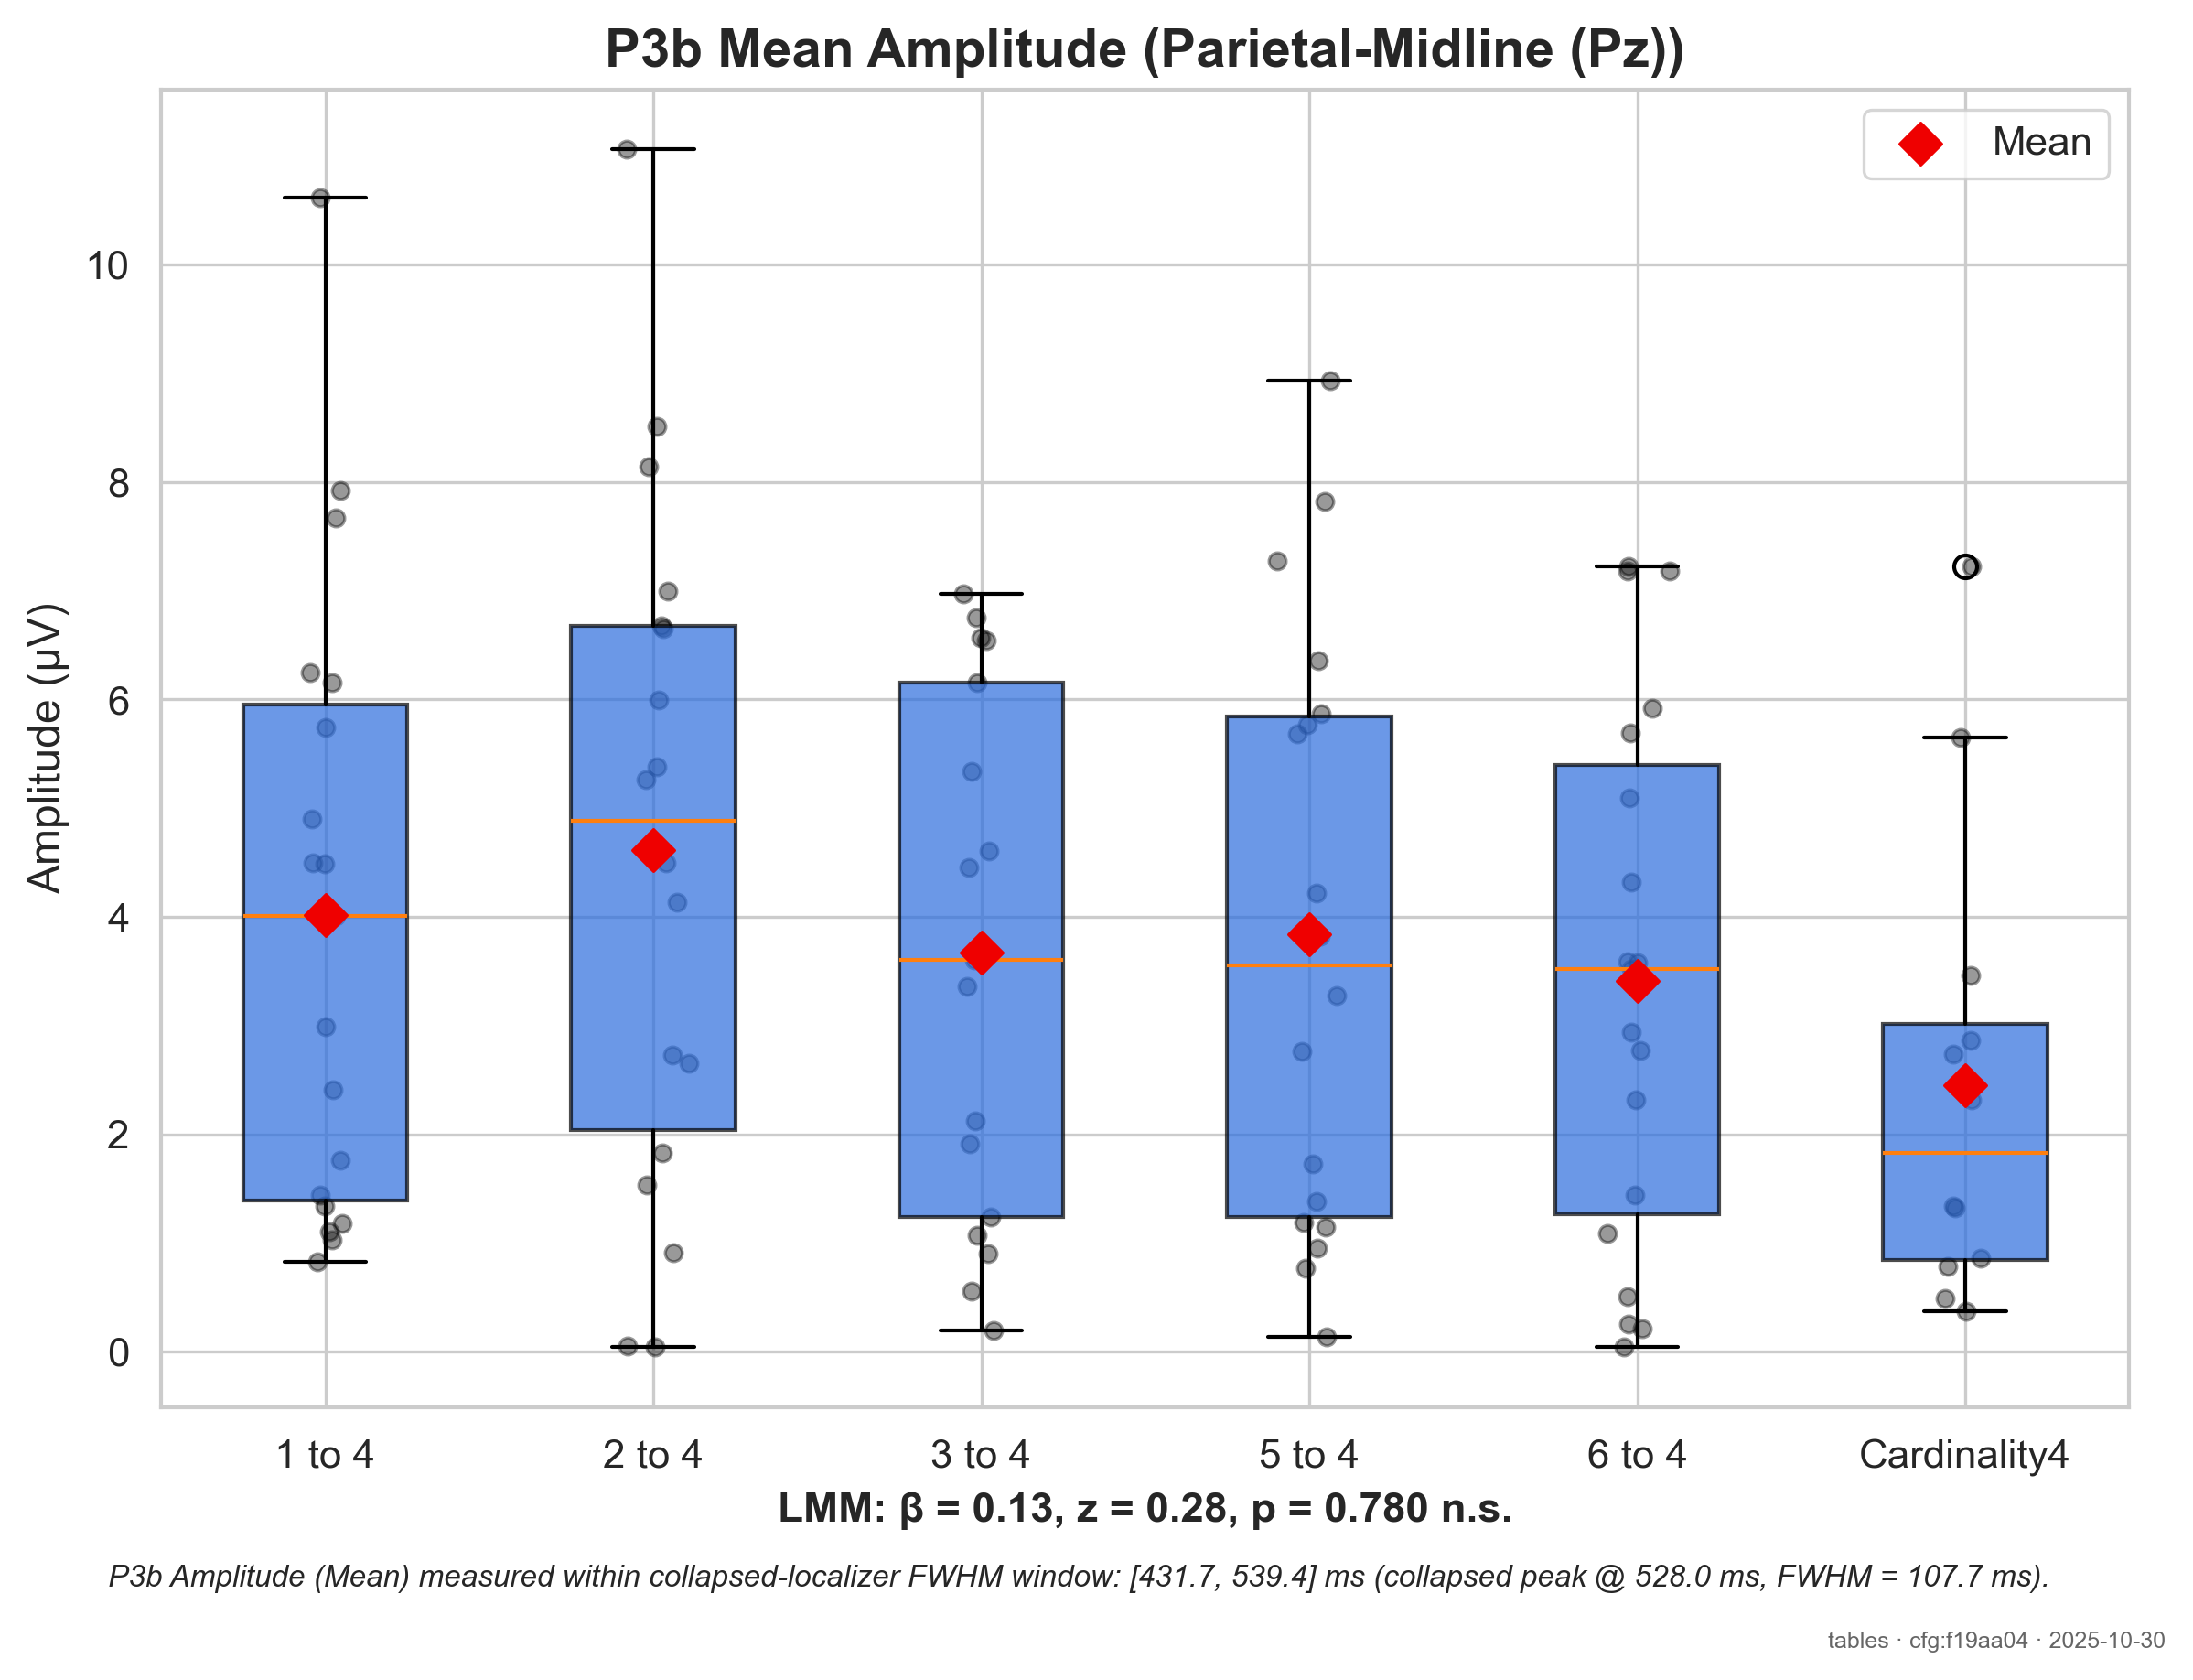 P3b Mean Amplitude (Parietal-Midline (Pz))
Mean
Amplitude (µV)
10
8
6
4
2
0
1 to 4 2 to 4 3 to 4 5 to 4 6 to 4 Cardinality4
LMM: β = 0.13, z = 0.28, p = 0.780 n.s.
P3b Amplitude (Mean) measured within collapsed-localizer FWHM window: [431.7, 539.4] ms (collapsed peak @ 528.0 ms, FWHM = 107.7 ms).
tables · cfg:f19aa04 · 2025-10-30